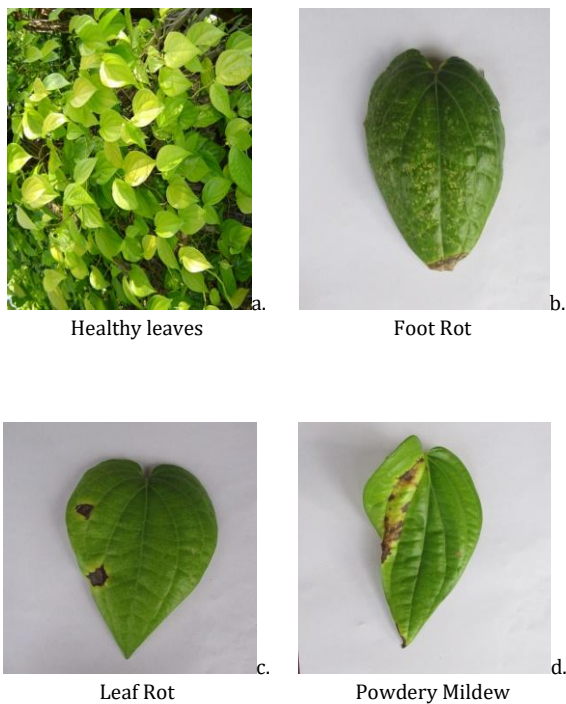 a.
Healthy leaves
b.
Foot Rot
c.
Leaf Rot
d.
Powdery Mildew